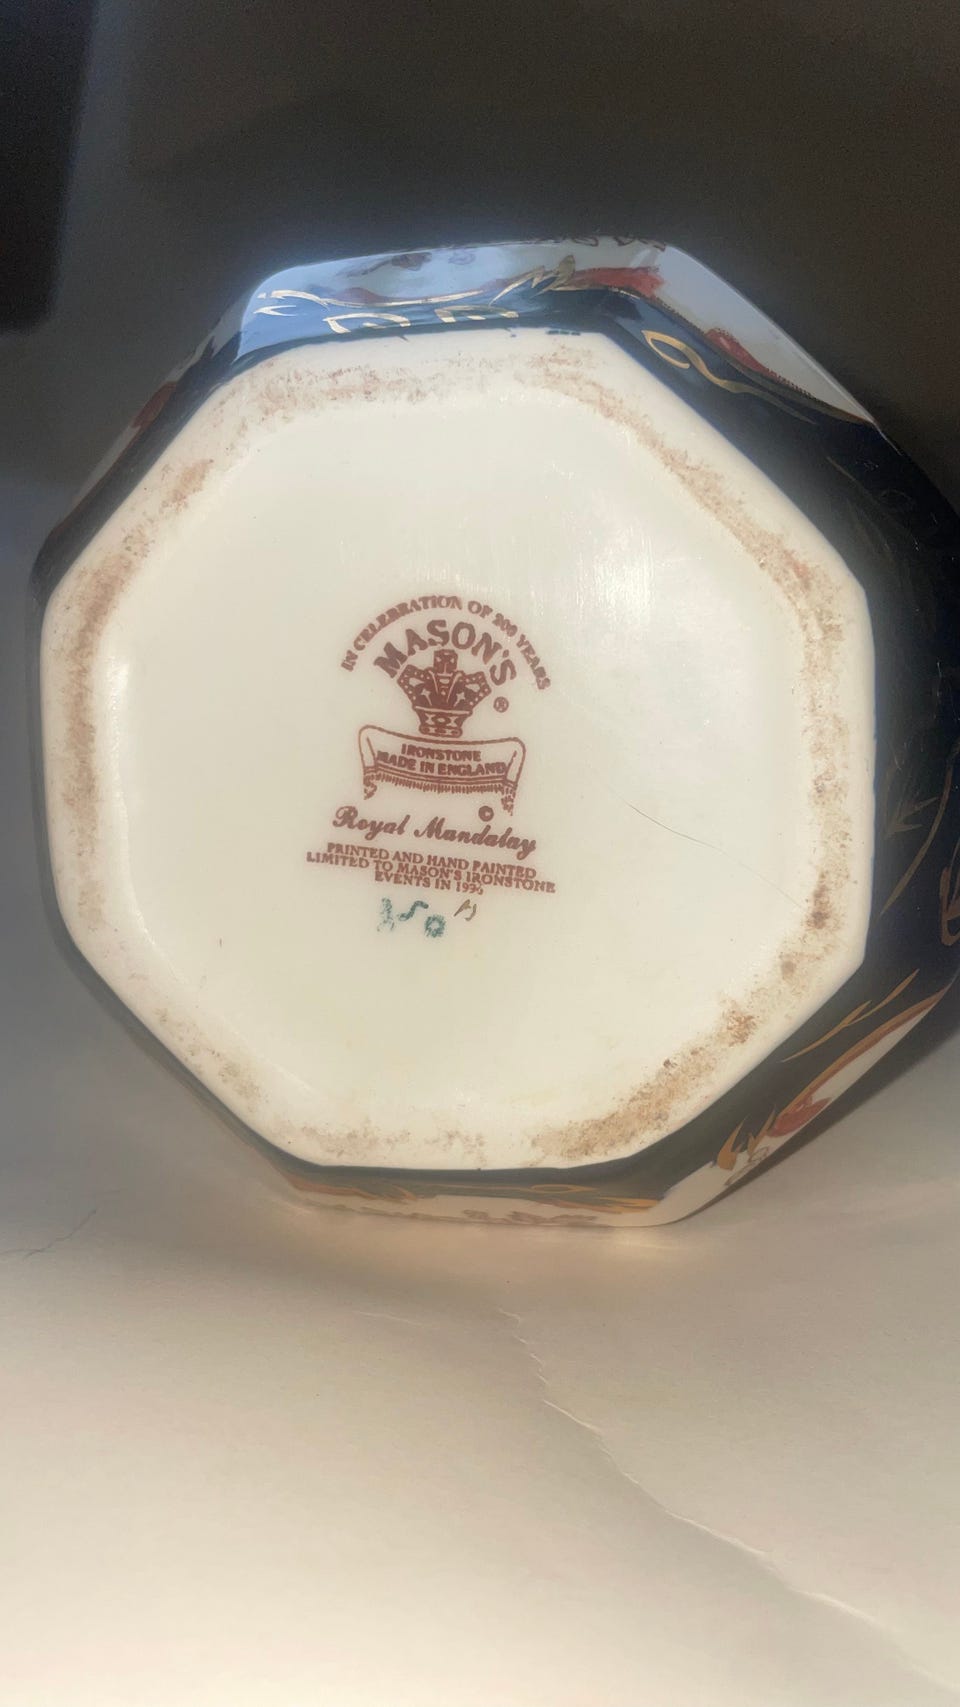 IN CELEBRATION OF 200 YEARS
MASON'S
®
IRONSTONE
MADE IN ENGLAND
©
Royal Mandalay
PRINTED AND HAND PAINTED
LIMITED TO MASON'S IRONSTONE
EVENTS IN 1996